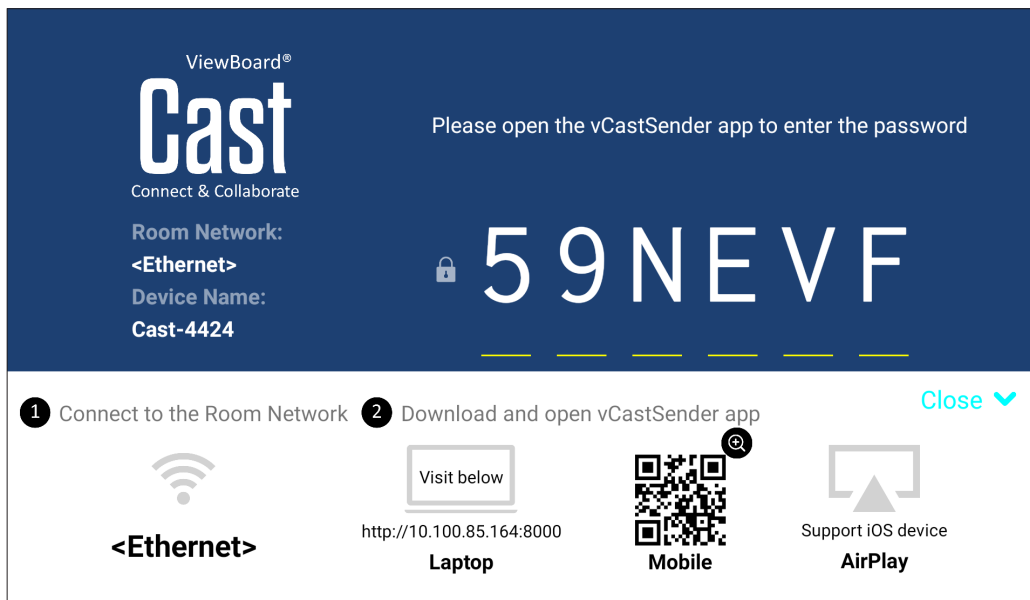 ViewBoard®
Cast
Connect & Collaborate
Please open the vCastSender app to enter the password
Room Network:
<Ethernet>
Device Name:
Cast-4424
59NEVF
Close
1 Connect to the Room Network
2 Download and open vCastSender app
<Ethernet>
Visit below
http://10.100.85.164:8000
Laptop
Mobile
Support iOS device
AirPlay